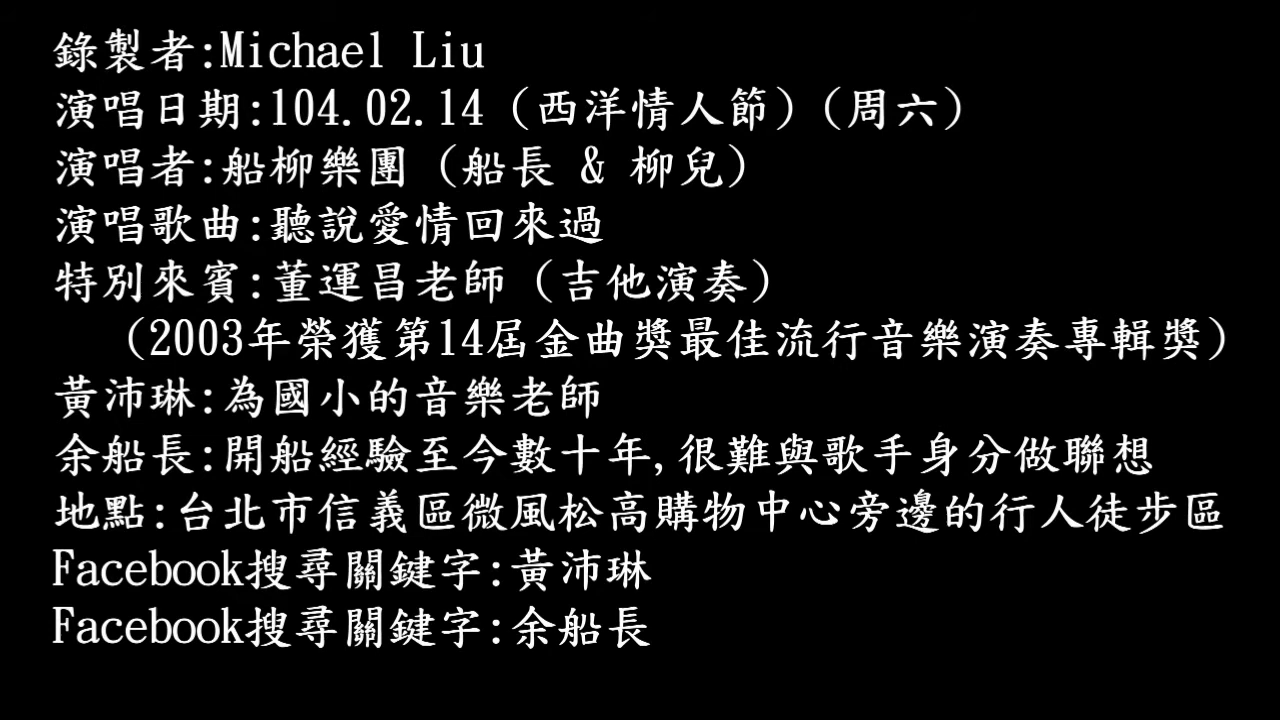 錄製者:Michael Liu
演唱日期:104.02.14 (西洋情人節) (周六)
演唱者:船柳樂團 (船長 & 柳兒)
演唱歌曲:聽說愛情回來過
特別來賓:董運昌老師 (吉他演奏)
(2003年榮獲第14屆金曲獎最佳流行音樂演奏專輯獎)
黃沛琳:為國小的音樂老師
余船長:開船經驗至今數十年,很難與歌手身分做聯想
地點:台北市信義區微風松高購物中心旁邊的行人徒步區
Facebook搜尋關鍵字:黃沛琳
Facebook搜尋關鍵字:余船長